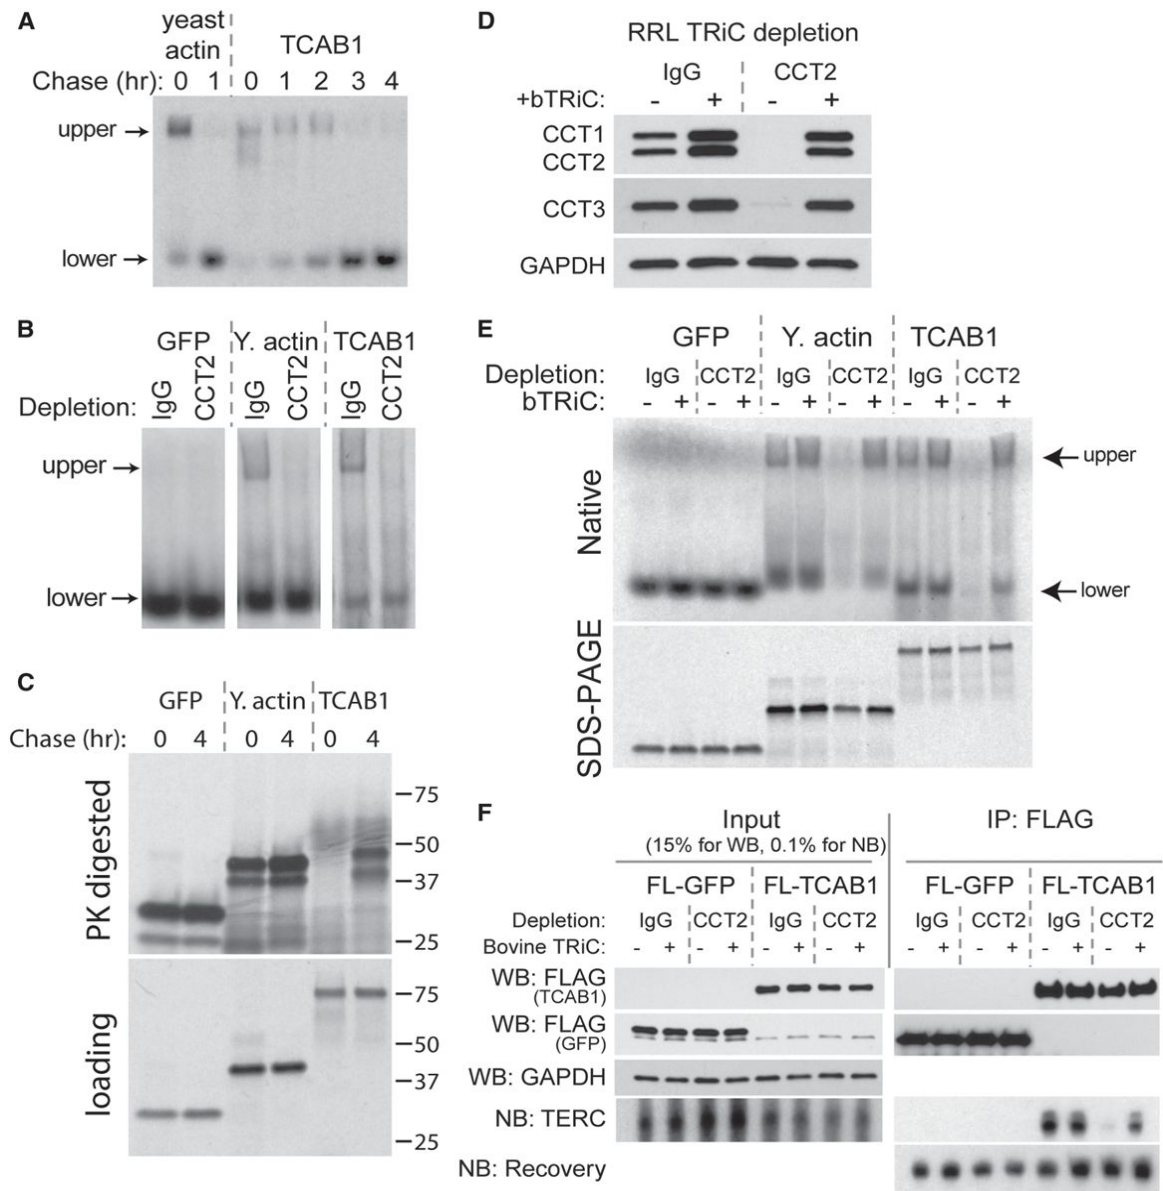 A
yeast
actin
TCAB1
Chase (hr): 0 1 0 1 2 3 4
upper
lower
B
GFP Y. actin TCAB1
Depletion: IgG CCT2 IgG CCT2 IgG CCT2
upper
lower
C
GFP Y. actin TCAB1
Chase (hr): 0 4 0 4 0 4
PK digested
75
50
37
25
loading
75
50
37
25
D
RRL TRiC depletion
IgG CCT2
+bTRiC: - + - +
CCT1
CCT2
CCT3
GAPDH
E
GFP Y. actin TCAB1
Depletion: IgG CCT2 IgG CCT2 IgG CCT2
bTRiC: - + - + - + - + - + - +
Native
upper
lower
SDS-PAGE
F
Input IP: FLAG
(15% for WB, 0.1% for NB)
FL-GFP FL-TCAB1 FL-GFP FL-TCAB1
Depletion: IgG CCT2 IgG CCT2 IgG CCT2 IgG CCT2
Bovine TRiC: - + - + - + - + - + - + - + - +
WB: FLAG
(TCAB1)
WB: FLAG
(GFP)
WB: GAPDH
NB: TERC
NB: Recovery